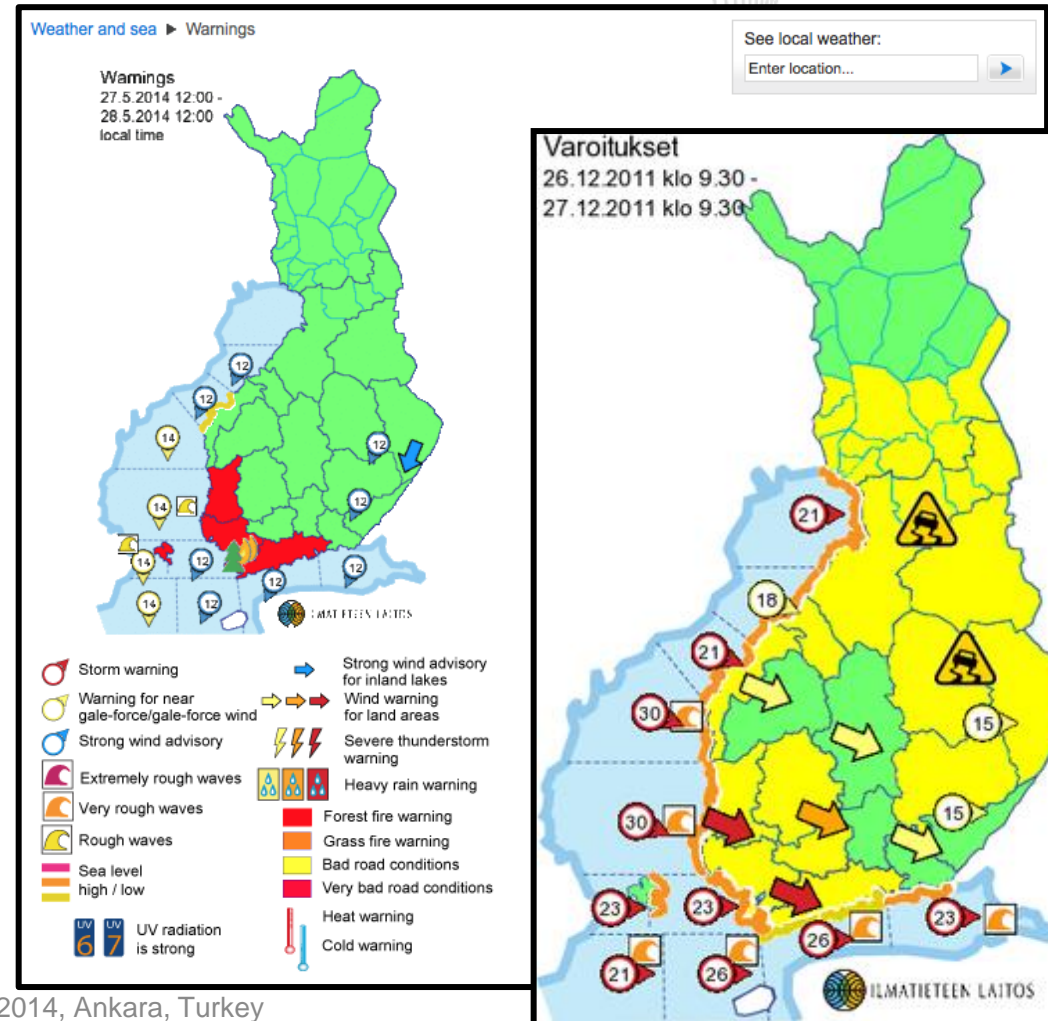 Weather and sea ▶ Warnings
See local weather:
Enter location...
Warnings
27.5.2014 12:00 -
28.5.2014 12:00
local time
12
12
14
12
14
12
14
12
12
12
14
12
ILMATIETEEN LAITOS
Storm warning
Warning for near
gale-force/gale-force wind
Strong wind advisory
Extremely rough waves
Very rough waves
Rough waves
Sea level
high / low
UV UV
6 7
UV radiation
is strong
Strong wind advisory
for inland lakes
Wind warning
for land areas
Severe thunderstorm
warning
Heavy rain warning
Forest fire warning
Grass fire warning
Bad road conditions
Very bad road conditions
Heat warning
Cold warning
Varoitukset
26.12.2011 klo 9.30 -
27.12.2011 klo 9.30
21
18
21
30
15
30
15
23
23
23
26
21
26
ILMATIETEEN LAITOS
2014, Ankara, Turkey